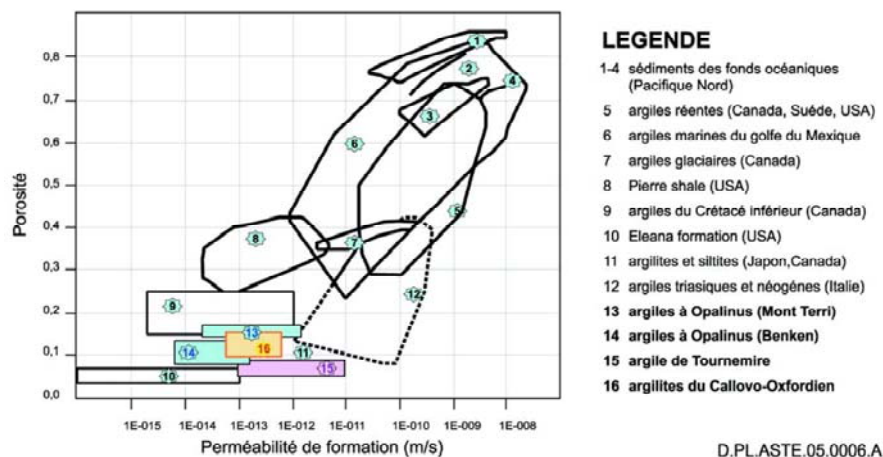 0,8
0,7
0,6
0,5
0,4
0,3
0,2
0,1
0,0
Porosité
1
2
3
4
5
6
7
8
9
10
11
12
13
14
15
16
1E-015 1E-014 1E-013 1E-012 1E-011 1E-010 1E-009 1E-008
Perméabilité de formation (m/s)
LEGENDE
1-4 sédiments des fonds océaniques
(Pacifique Nord)
5 argiles réentes (Canada, Suéde, USA)
6 argiles marines du golfe du Mexique
7 argiles glaciaires (Canada)
8 Pierre shale (USA)
9 argiles du Crétacé inférieur (Canada)
10 Eleana formation (USA)
11 argilites et siltites (Japon,Canada)
12 argiles triasiques et néogénes (Italie)
13 argiles à Opalinus (Mont Terri)
14 argiles à Opalinus (Benken)
15 argile de Tournemire
16 argilites du Callovo-Oxfordien
D.PL.ASTE.05.0006.A